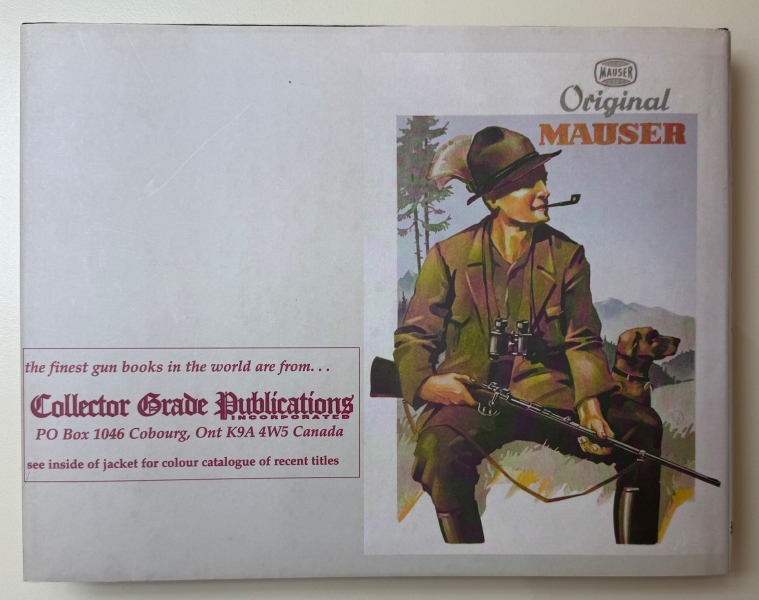 MAUSER
Original
MAUSER
the finest gun books in the world are from. . .
Collector Grade Publications
INCORPORATED
PO Box 1046 Cobourg, Ont K9A 4W5 Canada
see inside of jacket for colour catalogue of recent titles